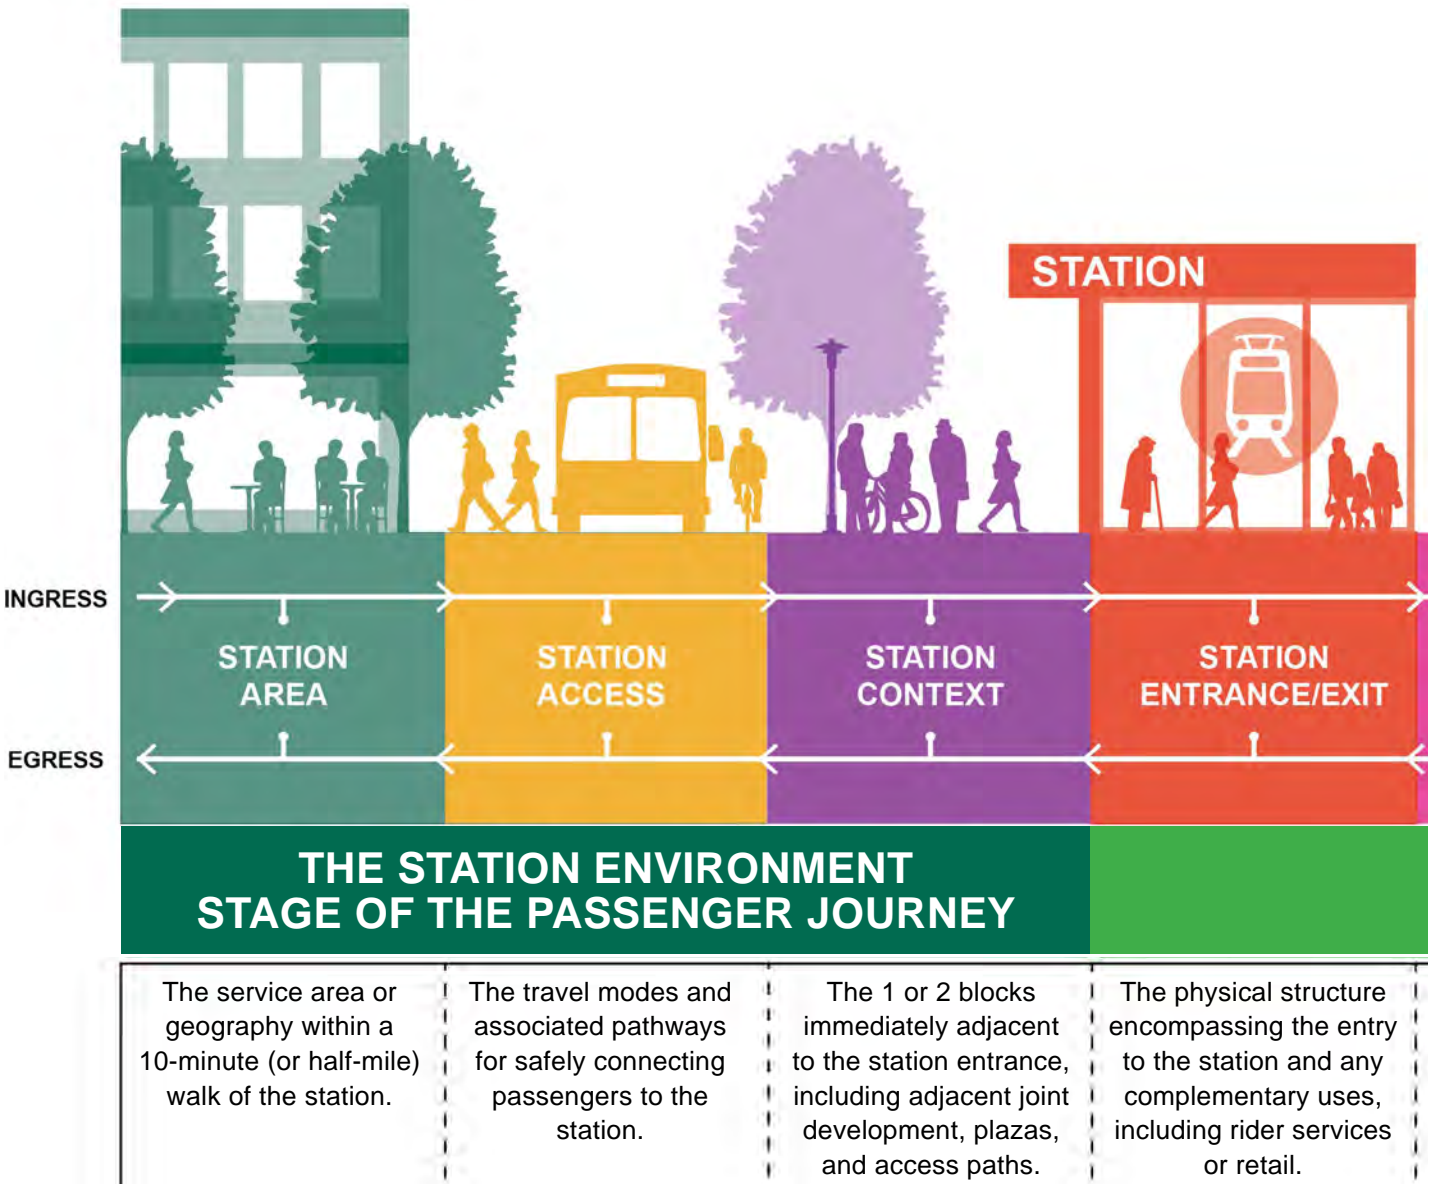 STATION
INGRESS
STATION
AREA
STATION
ACCESS
STATION
CONTEXT
STATION
ENTRANCE/EXIT
EGRESS
THE STATION ENVIRONMENT
STAGE OF THE PASSENGER JOURNEY
The service area or
geography within a
10-minute (or half-mile)
walk of the station.
The travel modes and
associated pathways
for safely connecting
passengers to the
station.
The 1 or 2 blocks
immediately adjacent
to the station entrance,
including adjacent joint
development, plazas,
and access paths.
The physical structure
encompassing the entry
to the station and any
complementary uses,
including rider services
or retail.